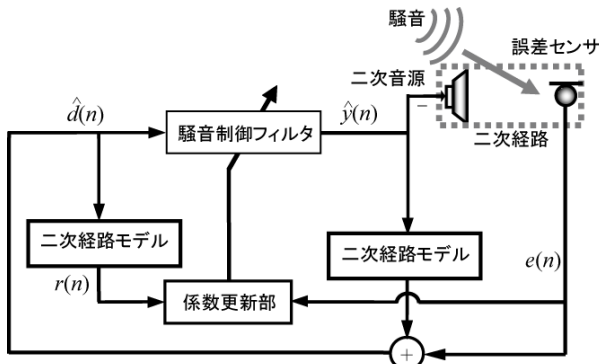 騒音
誤差センサ
二次音源
−
d̂(n)
騒音制御フィルタ
ŷ(n)
二次経路
二次経路モデル
二次経路モデル
e(n)
r(n)
係数更新部
+